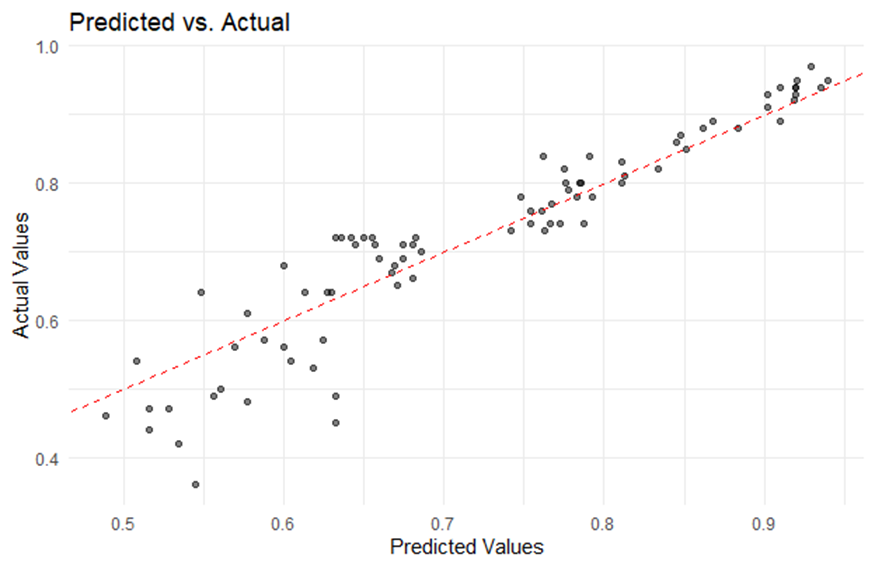 Predicted vs. Actual
1.0
0.8
0.6
0.4
Actual Values
0.5 0.6 0.7 0.8 0.9
Predicted Values